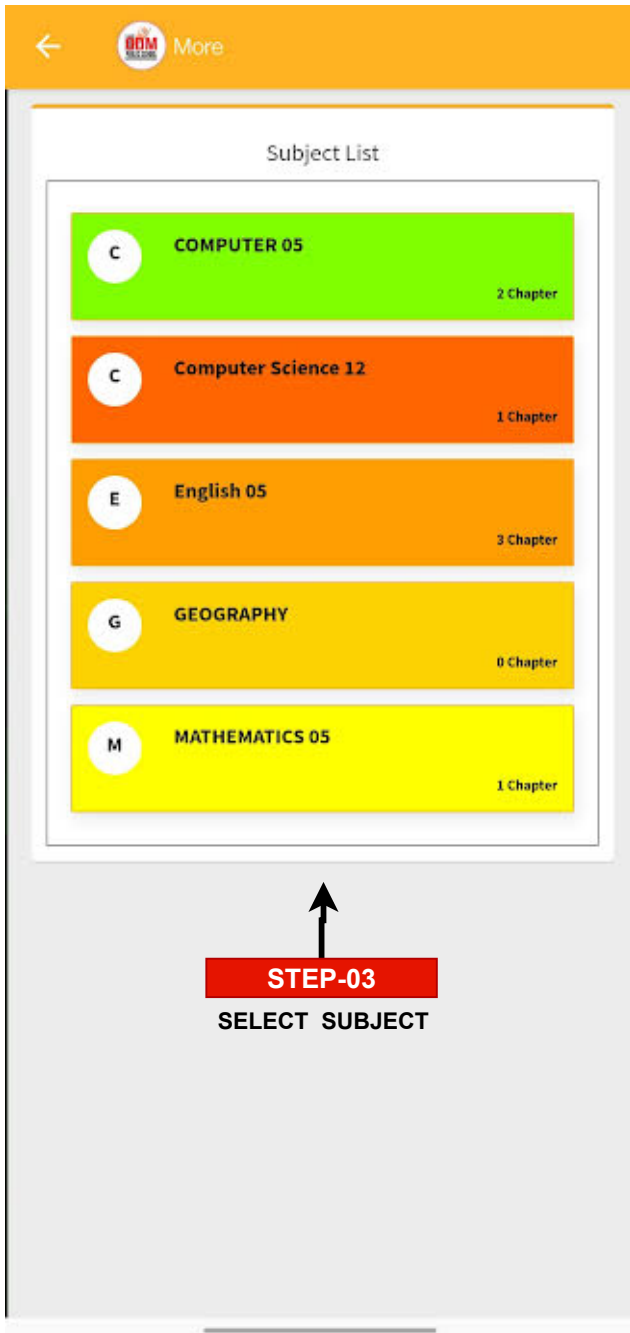 ODM
More
Subject List
C
COMPUTER 05
2 Chapter
C
Computer Science 12
1 Chapter
E
English 05
3 Chapter
G
GEOGRAPHY
0 Chapter
M
MATHEMATICS 05
1 Chapter
STEP-03
SELECT SUBJECT